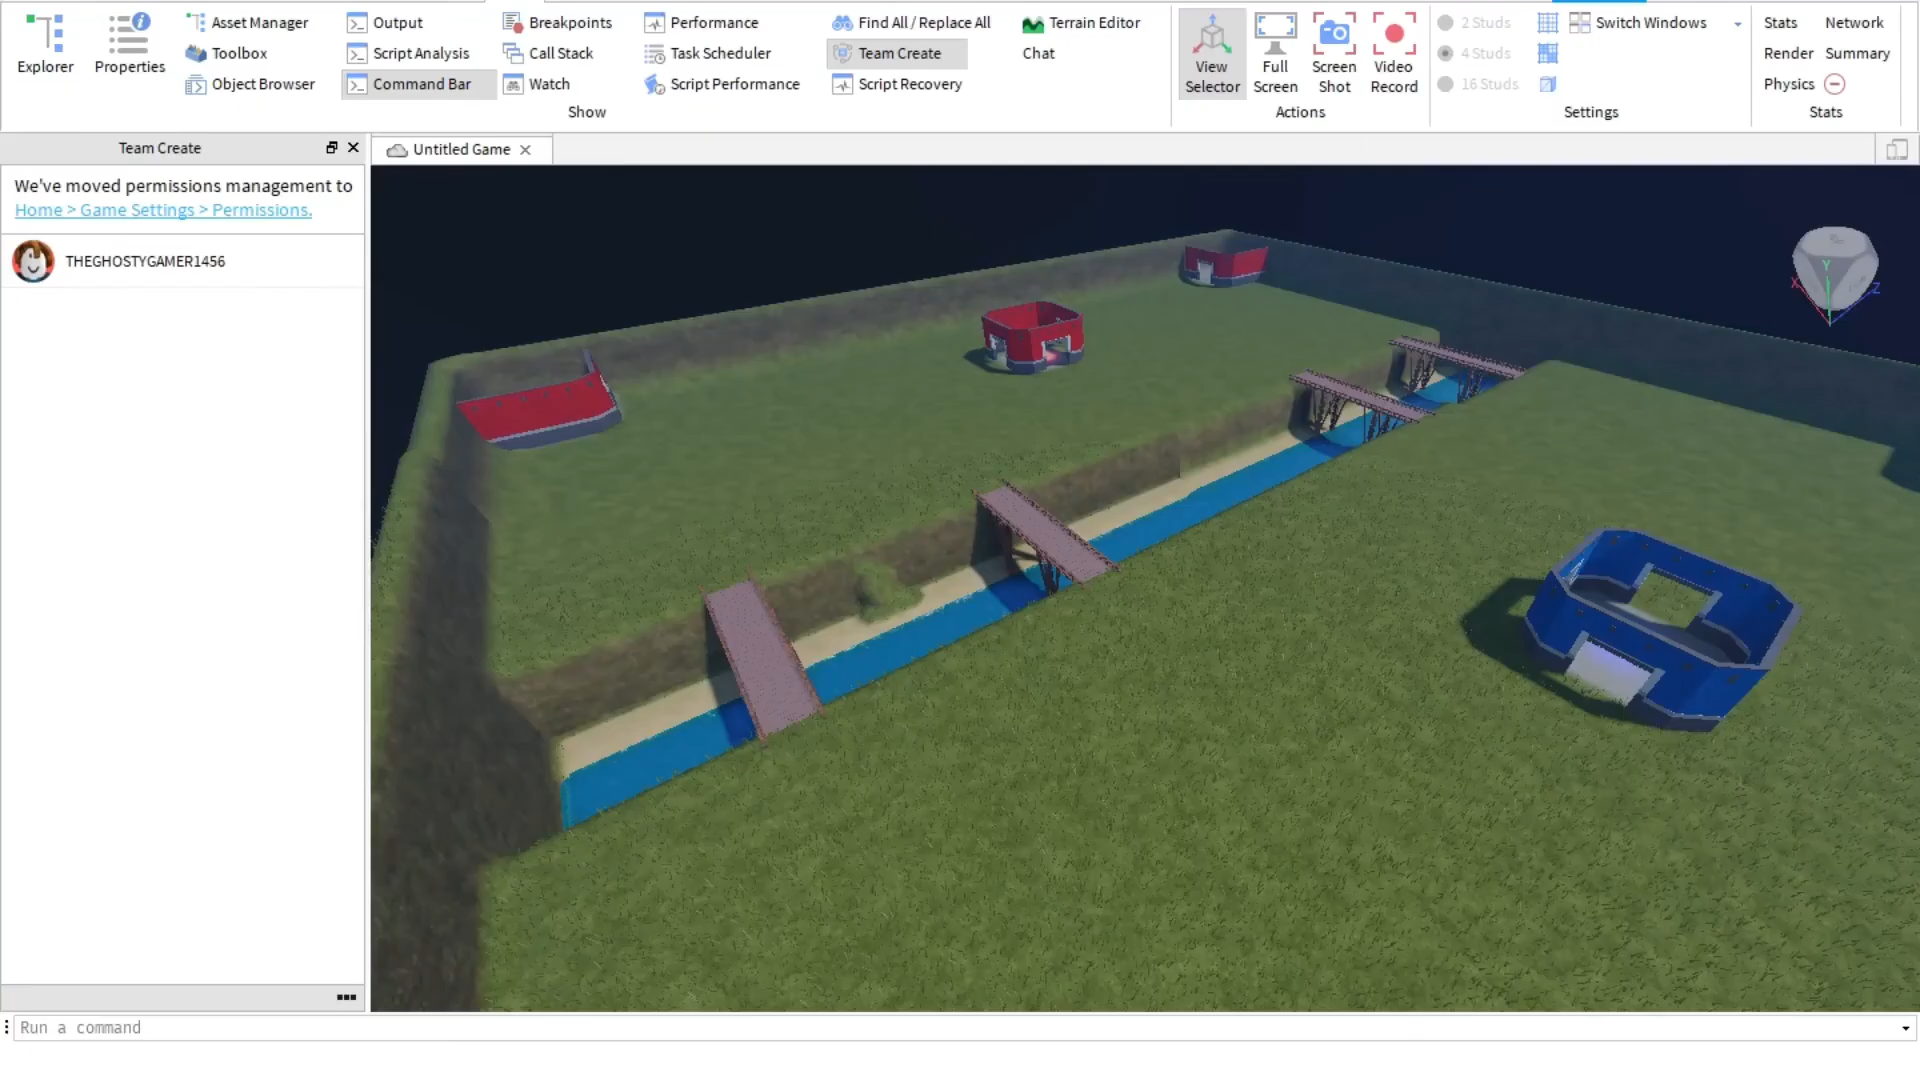 Explorer
Properties
Asset Manager
Toolbox
Object Browser
Output
Script Analysis
Command Bar
Breakpoints
Call Stack
Watch
Performance
Task Scheduler
Script Performance
Find All / Replace All
Team Create
Script Recovery
Terrain Editor
Chat
Show
View
Selector
Full
Screen
Screen
Shot
Video
Record
Actions
2 Studs
4 Studs
16 Studs
Switch Windows
Settings
Stats
Network
Render
Summary
Physics
Stats
Team Create
We've moved permissions management to
Home > Game Settings > Permissions.
THEGHOSTYGAMER1456
Untitled Game
X
Y
Z
Run a command